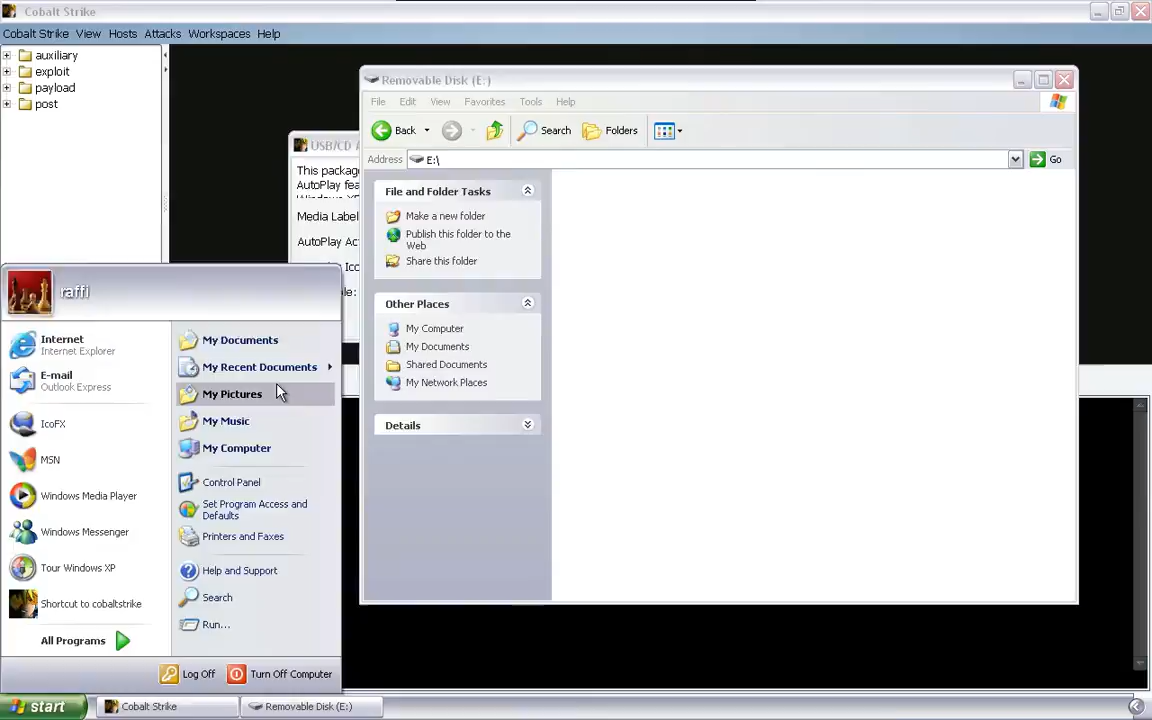 Cobalt Strike
Cobalt Strike View Hosts Attacks Workspaces Help
auxiliary
exploit
payload
post
USB/CD
This package
AutoPlay
Media Label
AutoPlay
Removable Disk (E:)
File Edit View Favorites Tools Help
Back Search Folders
Address E:\ Go
File and Folder Tasks
Make a new folder
Publish this folder to the
Web
Share this folder
Other Places
My Computer
My Documents
Shared Documents
My Network Places
Details
raffi
Internet
Internet Explorer
E-mail
Outlook Express
IcoFX
MSN
Windows Media Player
Windows Messenger
Tour Windows XP
Shortcut to cobaltstrike
All Programs
My Documents
My Recent Documents
My Pictures
My Music
My Computer
Control Panel
Set Program Access and
Defaults
Printers and Faxes
Help and Support
Search
Run...
Log Off Turn Off Computer
start Cobalt Strike Removable Disk (E:)